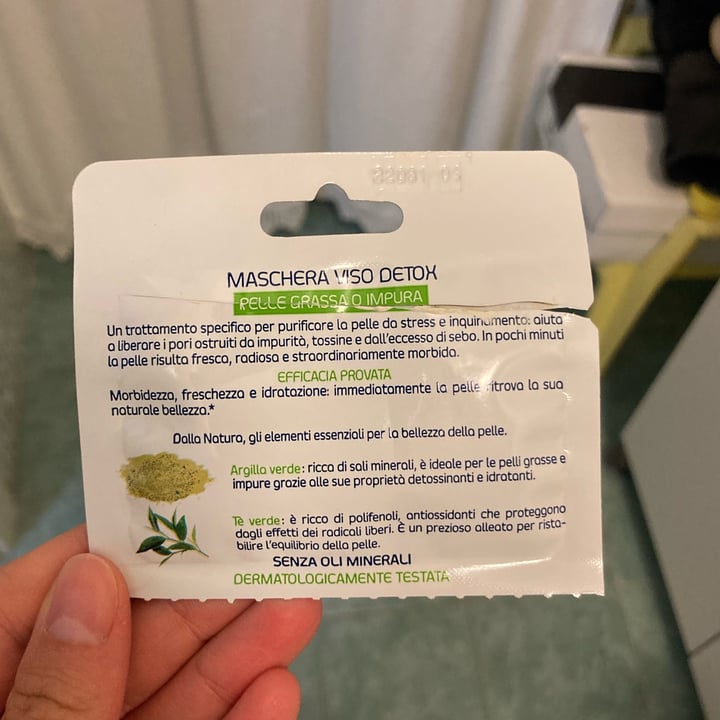 MASCHERA VISO DETOX
PELLE GRASSA O IMPURA
Un trattamento specifico per purificare la pelle da stress e inquinamento: aiuta
a liberare i pori ostruiti da impurità, tossine e dall'eccesso di sebo. In pochi minuti
la pelle risulta fresca, radiosa e straordinariamente morbida.
EFFICACIA PROVATA
Morbidezza, freschezza e idratazione: immediatamente la pelle ritrova la sua
naturale bellezza.*
Dalla Natura, gli elementi essenziali per la bellezza della pelle.
Argilla verde: ricca di sali minerali, è ideale per le pelli grasse e
impure grazie alle sue proprietà detossinanti e idratanti.
Tè verde: è ricco di polifenoli, antiossidanti che proteggono
dagli effetti dei radicali liberi. È un prezioso alleato per rista-
bilire l'equilibrio della pelle.
SENZA OLI MINERALI
DERMATOLOGICAMENTE TESTATA